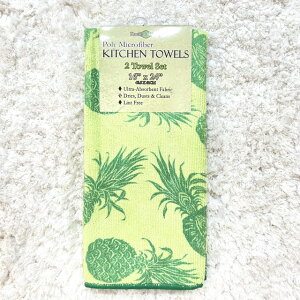 Poly Microfiber
KITCHEN TOWELS
2 Towel Set
16" x 24"
Ultra-Absorbent Fabric
Dries, Dusts & Cleans
Lint Free